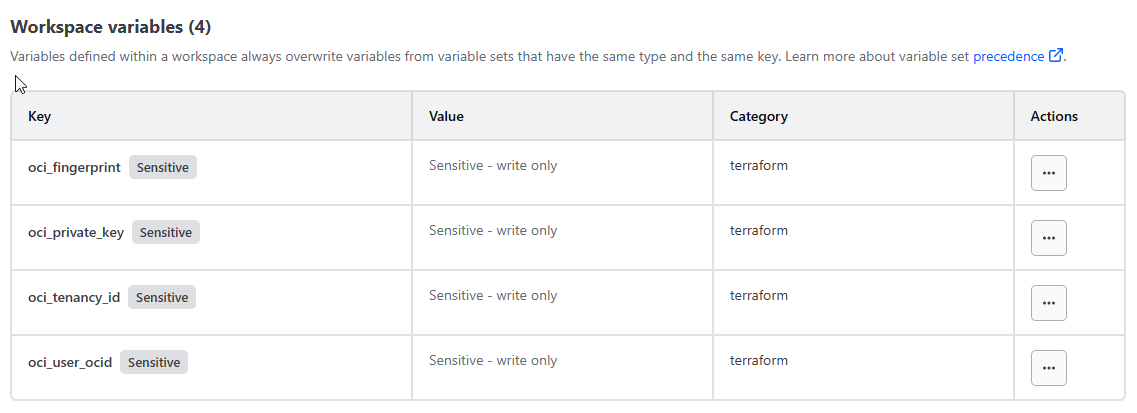 Workspace variables (4)
Variables defined within a workspace always overwrite variables from variable sets that have the same type and the same key. Learn more about variable set precedence.
Key Value Category Actions
oci_fingerprint Sensitive Sensitive - write only terraform ...
oci_private_key Sensitive Sensitive - write only terraform ...
oci_tenancy_id Sensitive Sensitive - write only terraform ...
oci_user_ocid Sensitive Sensitive - write only terraform ...